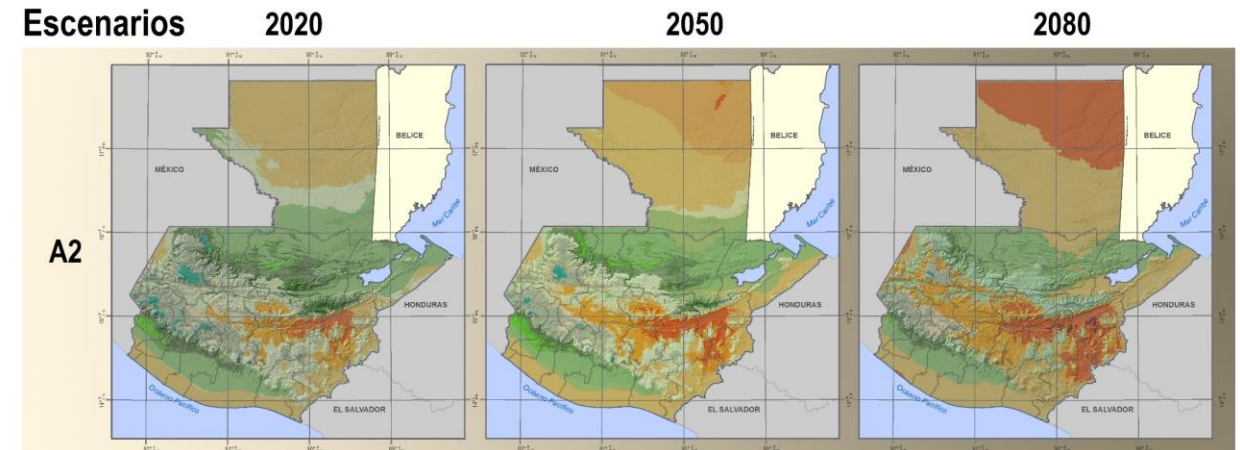 Escenarios 2020 2050 2080
A2
BELICE
MÉXICO
Mar Caribe
HONDURAS
Océano Pacífico
EL SALVADOR
BELICE
MÉXICO
Mar Caribe
HONDURAS
Océano Pacífico
EL SALVADOR
BELICE
MÉXICO
Mar Caribe
HONDURAS
Océano Pacífico
EL SALVADOR